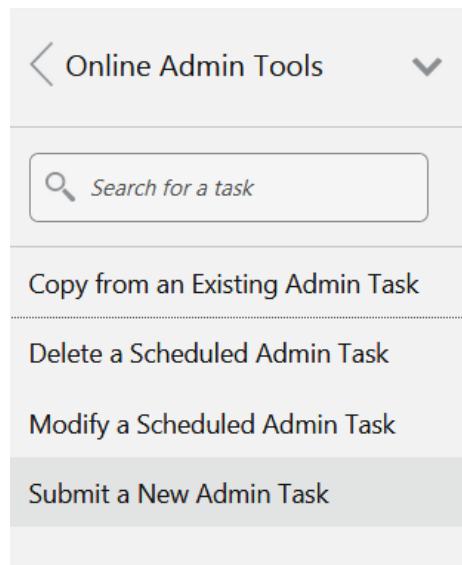 Online Admin Tools
Search for a task
Copy from an Existing Admin Task
Delete a Scheduled Admin Task
Modify a Scheduled Admin Task
Submit a New Admin Task